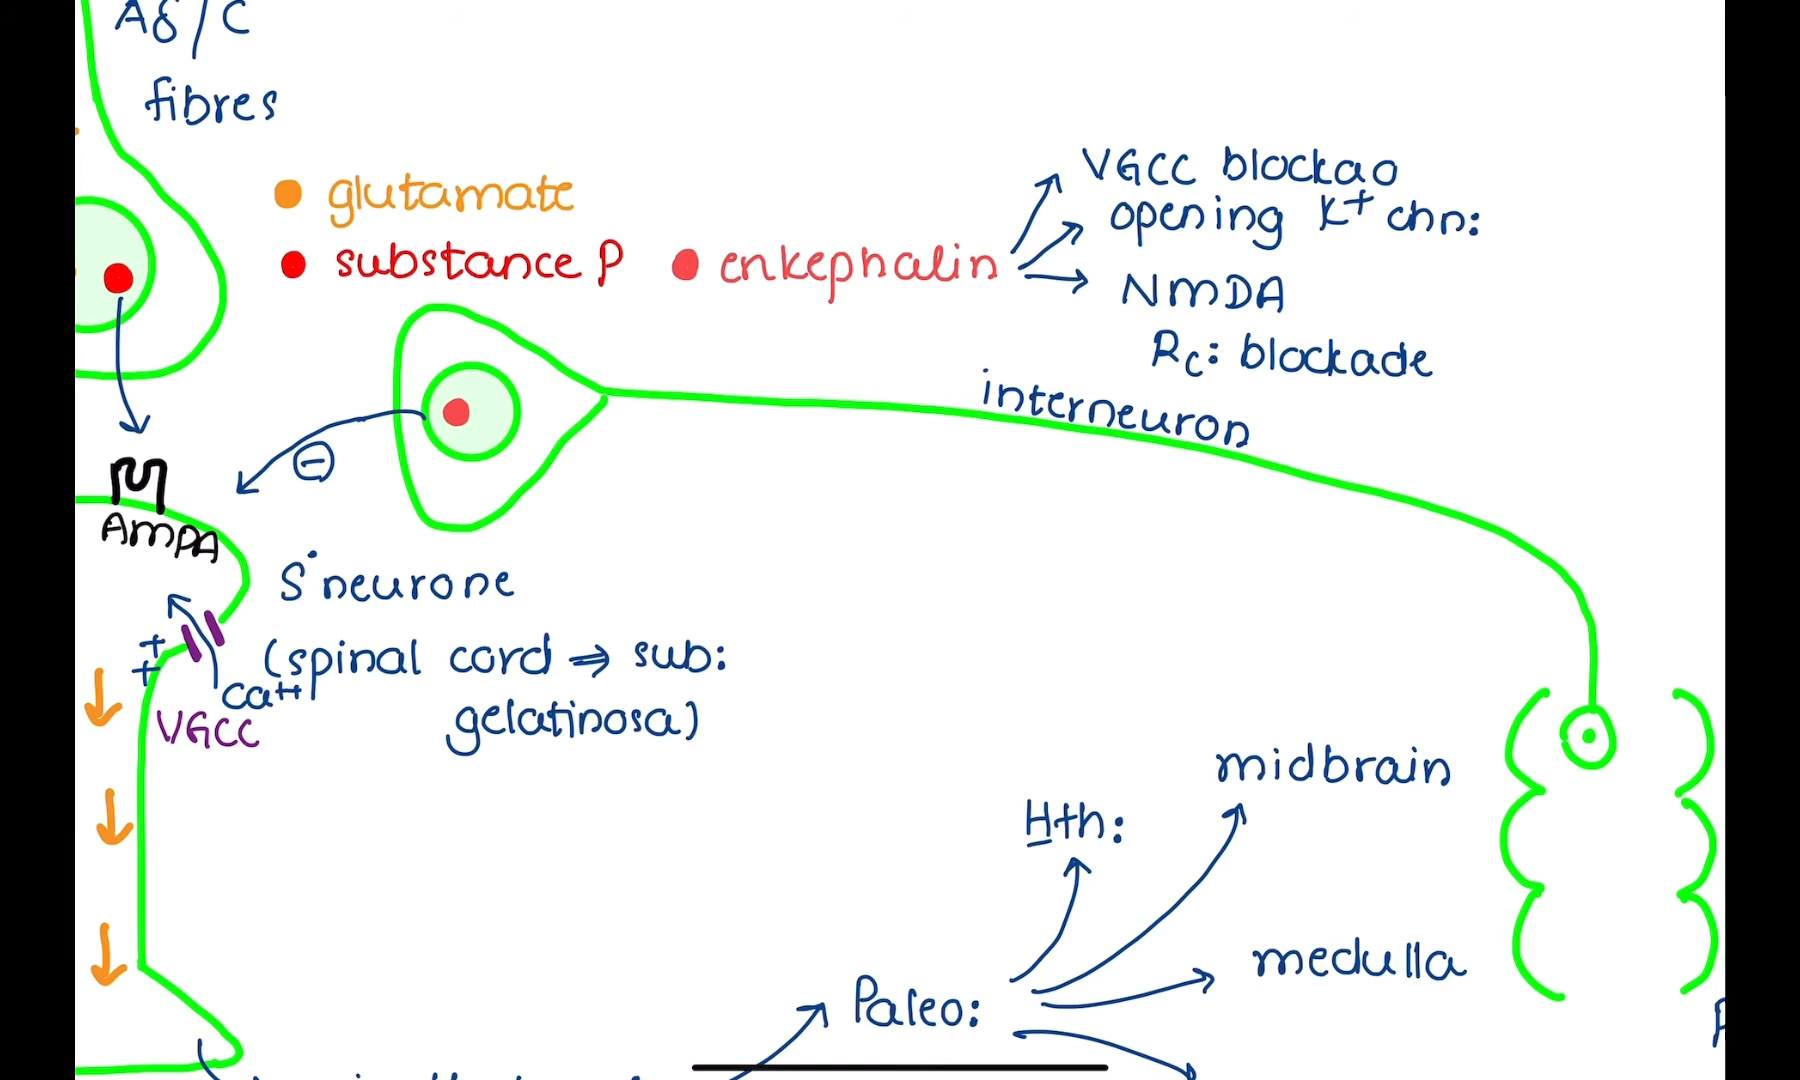 Aδ/C
fibres
glutamate
substance P
enkephalin
VGCC blockao
opening K+ chn:
NMDA
Rc: blockade
interneuron
AMPA
S neurone
(spinal cord ⇒ sub:
gelatinosa)
++
Ca++
VGCC
midbrain
Hth:
medulla
Paleo: